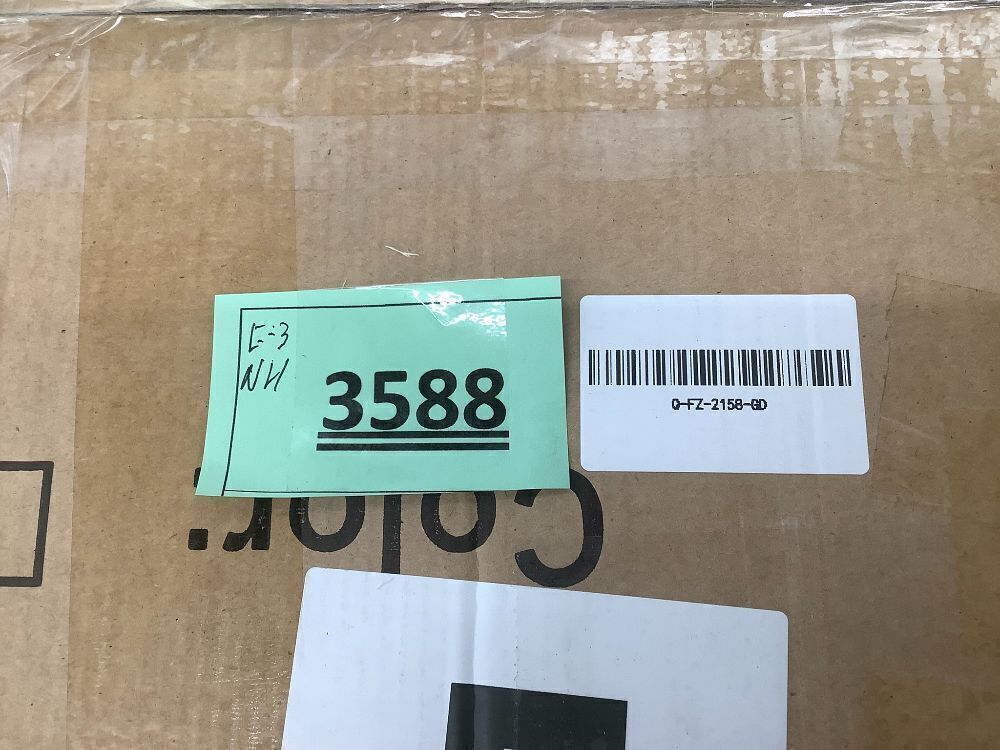 E-3
NH
3588
Q-FZ-2158-GD
Color: